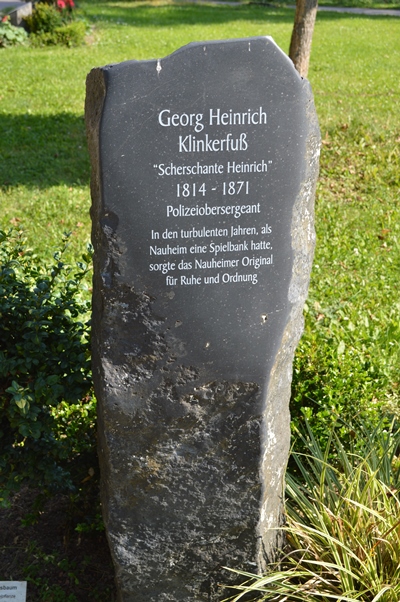 Georg Heinrich
Klinkerfuß
"Scherschante Heinrich"
1814 - 1871
Polizeiobersergeant
In den turbulenten Jahren, als
Nauheim eine Spielbank hatte,
sorgte das Nauheimer Original
für Ruhe und Ordnung